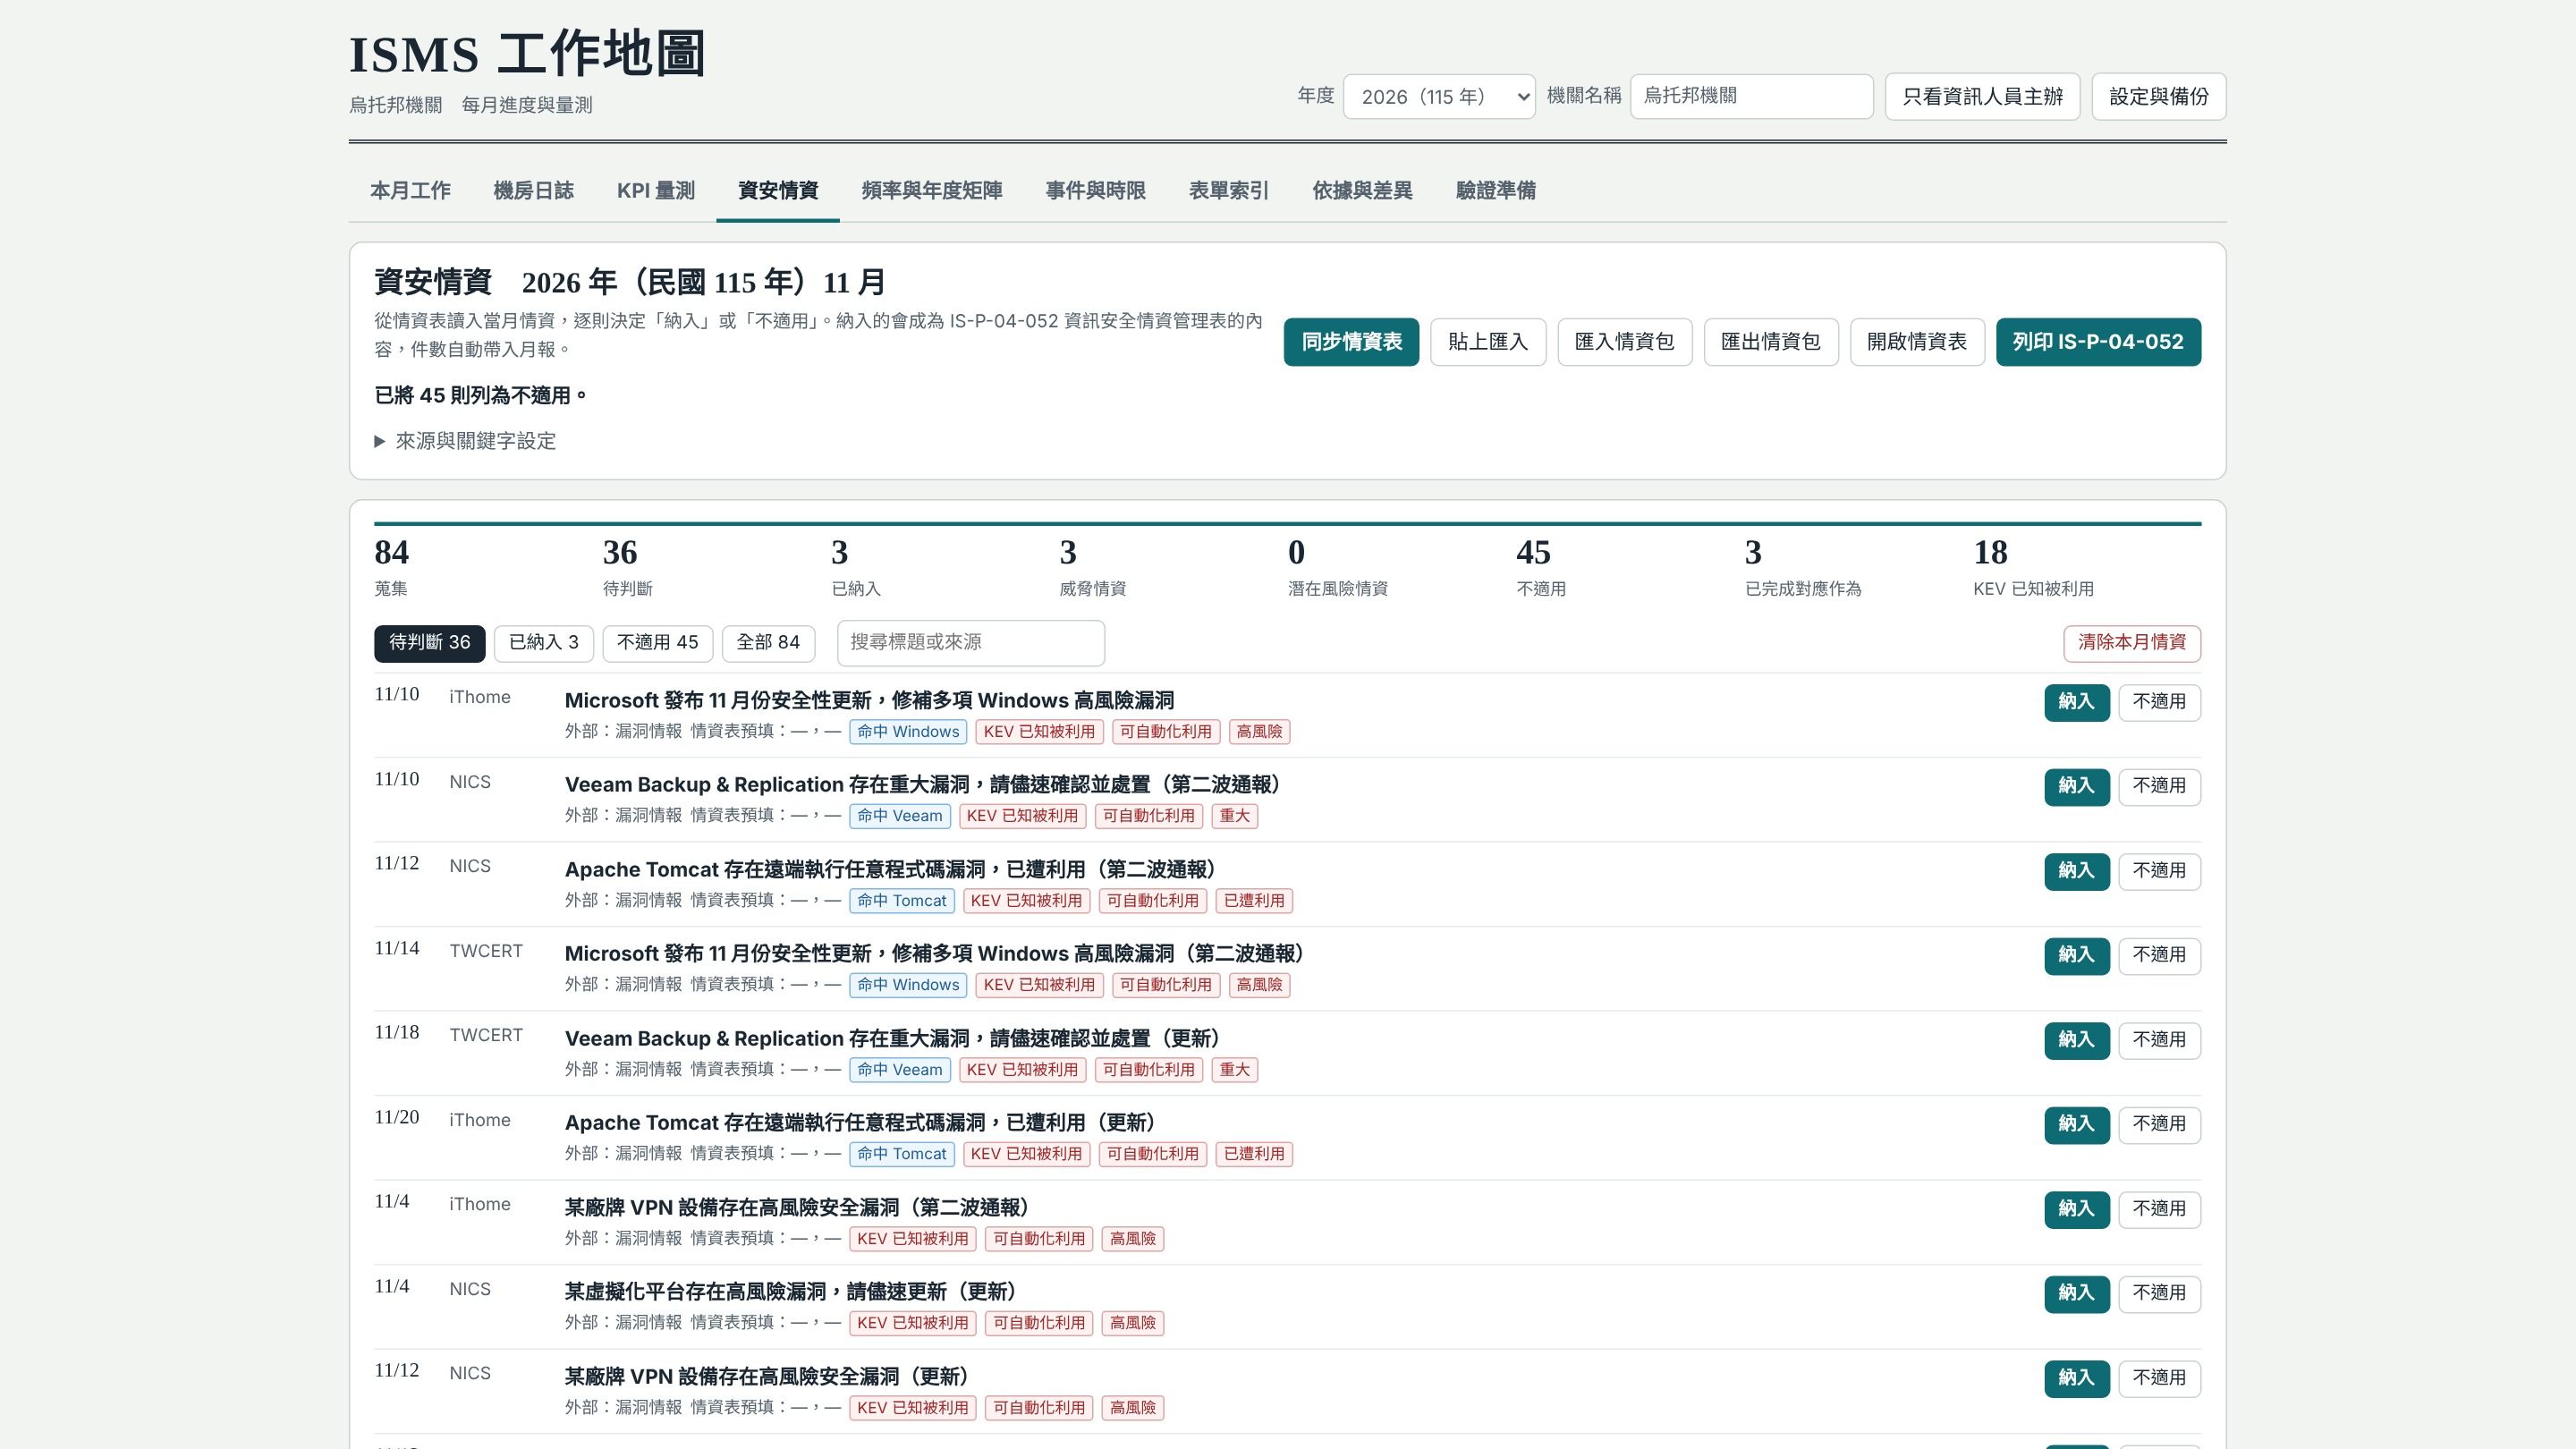 ISMS 工作地圖
烏托邦機關　每月進度與量測
年度 2026（115 年） 機關名稱 烏托邦機關 只看資訊人員主辦 設定與備份
本月工作 機房日誌 KPI 量測 資安情資 頻率與年度矩陣 事件與時限 表單索引 依據與差異 驗證準備
資安情資　2026 年（民國 115 年）11 月
從情資表讀入當月情資，逐則決定「納入」或「不適用」。納入的會成為 IS-P-04-052 資訊安全情資管理表的內
容，件數自動帶入月報。
同步情資表 貼上匯入 匯入情資包 匯出情資包 開啟情資表 列印 IS-P-04-052
已將 45 則列為不適用。
▶ 來源與關鍵字設定
84 36 3 3 0 45 3 18
蒐集 待判斷 已納入 威脅情資 潛在風險情資 不適用 已完成對應作為 KEV 已知被利用
待判斷 36 已納入 3 不適用 45 全部 84 搜尋標題或來源 清除本月情資
11/10 iThome Microsoft 發布 11 月份安全性更新，修補多項 Windows 高風險漏洞 納入 不適用
外部：漏洞情報 情資表預填：—，— 命中 Windows KEV 已知被利用 可自動化利用 高風險
11/10 NICS Veeam Backup & Replication 存在重大漏洞，請儘速確認並處置（第二波通報） 納入 不適用
外部：漏洞情報 情資表預填：—，— 命中 Veeam KEV 已知被利用 可自動化利用 重大
11/12 NICS Apache Tomcat 存在遠端執行任意程式碼漏洞，已遭利用（第二波通報） 納入 不適用
外部：漏洞情報 情資表預填：—，— 命中 Tomcat KEV 已知被利用 可自動化利用 已遭利用
11/14 TWCERT Microsoft 發布 11 月份安全性更新，修補多項 Windows 高風險漏洞（第二波通報） 納入 不適用
外部：漏洞情報 情資表預填：—，— 命中 Windows KEV 已知被利用 可自動化利用 高風險
11/18 TWCERT Veeam Backup & Replication 存在重大漏洞，請儘速確認並處置（更新） 納入 不適用
外部：漏洞情報 情資表預填：—，— 命中 Veeam KEV 已知被利用 可自動化利用 重大
11/20 iThome Apache Tomcat 存在遠端執行任意程式碼漏洞，已遭利用（更新） 納入 不適用
外部：漏洞情報 情資表預填：—，— 命中 Tomcat KEV 已知被利用 可自動化利用 已遭利用
11/4 iThome 某廠牌 VPN 設備存在高風險安全漏洞（第二波通報） 納入 不適用
外部：漏洞情報 情資表預填：—，— KEV 已知被利用 可自動化利用 高風險
11/4 NICS 某虛擬化平台存在高風險漏洞，請儘速更新（更新） 納入 不適用
外部：漏洞情報 情資表預填：—，— KEV 已知被利用 可自動化利用 高風險
11/12 NICS 某廠牌 VPN 設備存在高風險安全漏洞（更新） 納入 不適用
外部：漏洞情報 情資表預填：—，— KEV 已知被利用 可自動化利用 高風險